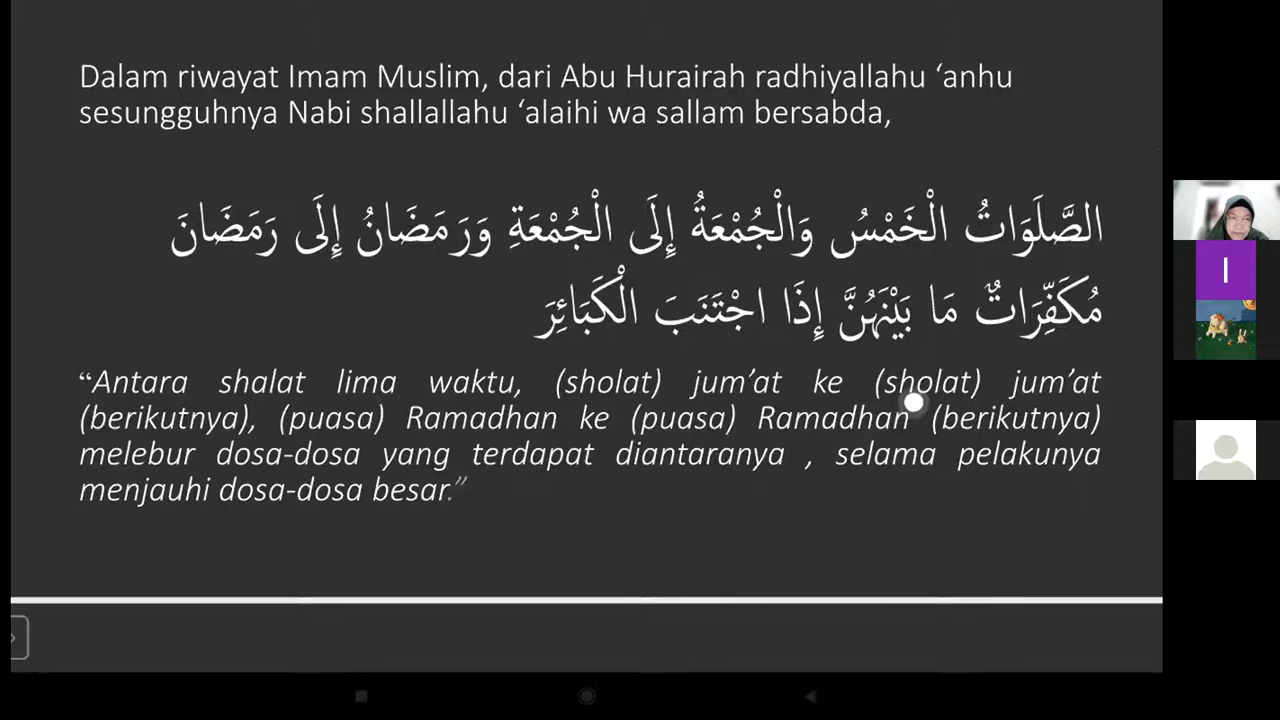 Dalam riwayat Imam Muslim, dari Abu Hurairah radhiyallahu ‘anhu
sesungguhnya Nabi shallallahu ‘alaihi wa sallam bersabda,
الصَّلَوَاتُ الْخَمْسُ وَالْجُمْعَةُ إِلَى الْجُمْعَةِ وَرَمَضَانُ إِلَى رَمَضَانَ
مُكَفِّرَاتٌ مَا بَيْنَهُنَّ إِذَا اجْتَنَبَ الْكَبَائِرَ
“Antara shalat lima waktu, (sholat) jum’at ke (sholat) jum’at
(berikutnya), (puasa) Ramadhan ke (puasa) Ramadhan (berikutnya)
melebur dosa-dosa yang terdapat diantaranya , selama pelakunya
menjauhi dosa-dosa besar.”
I